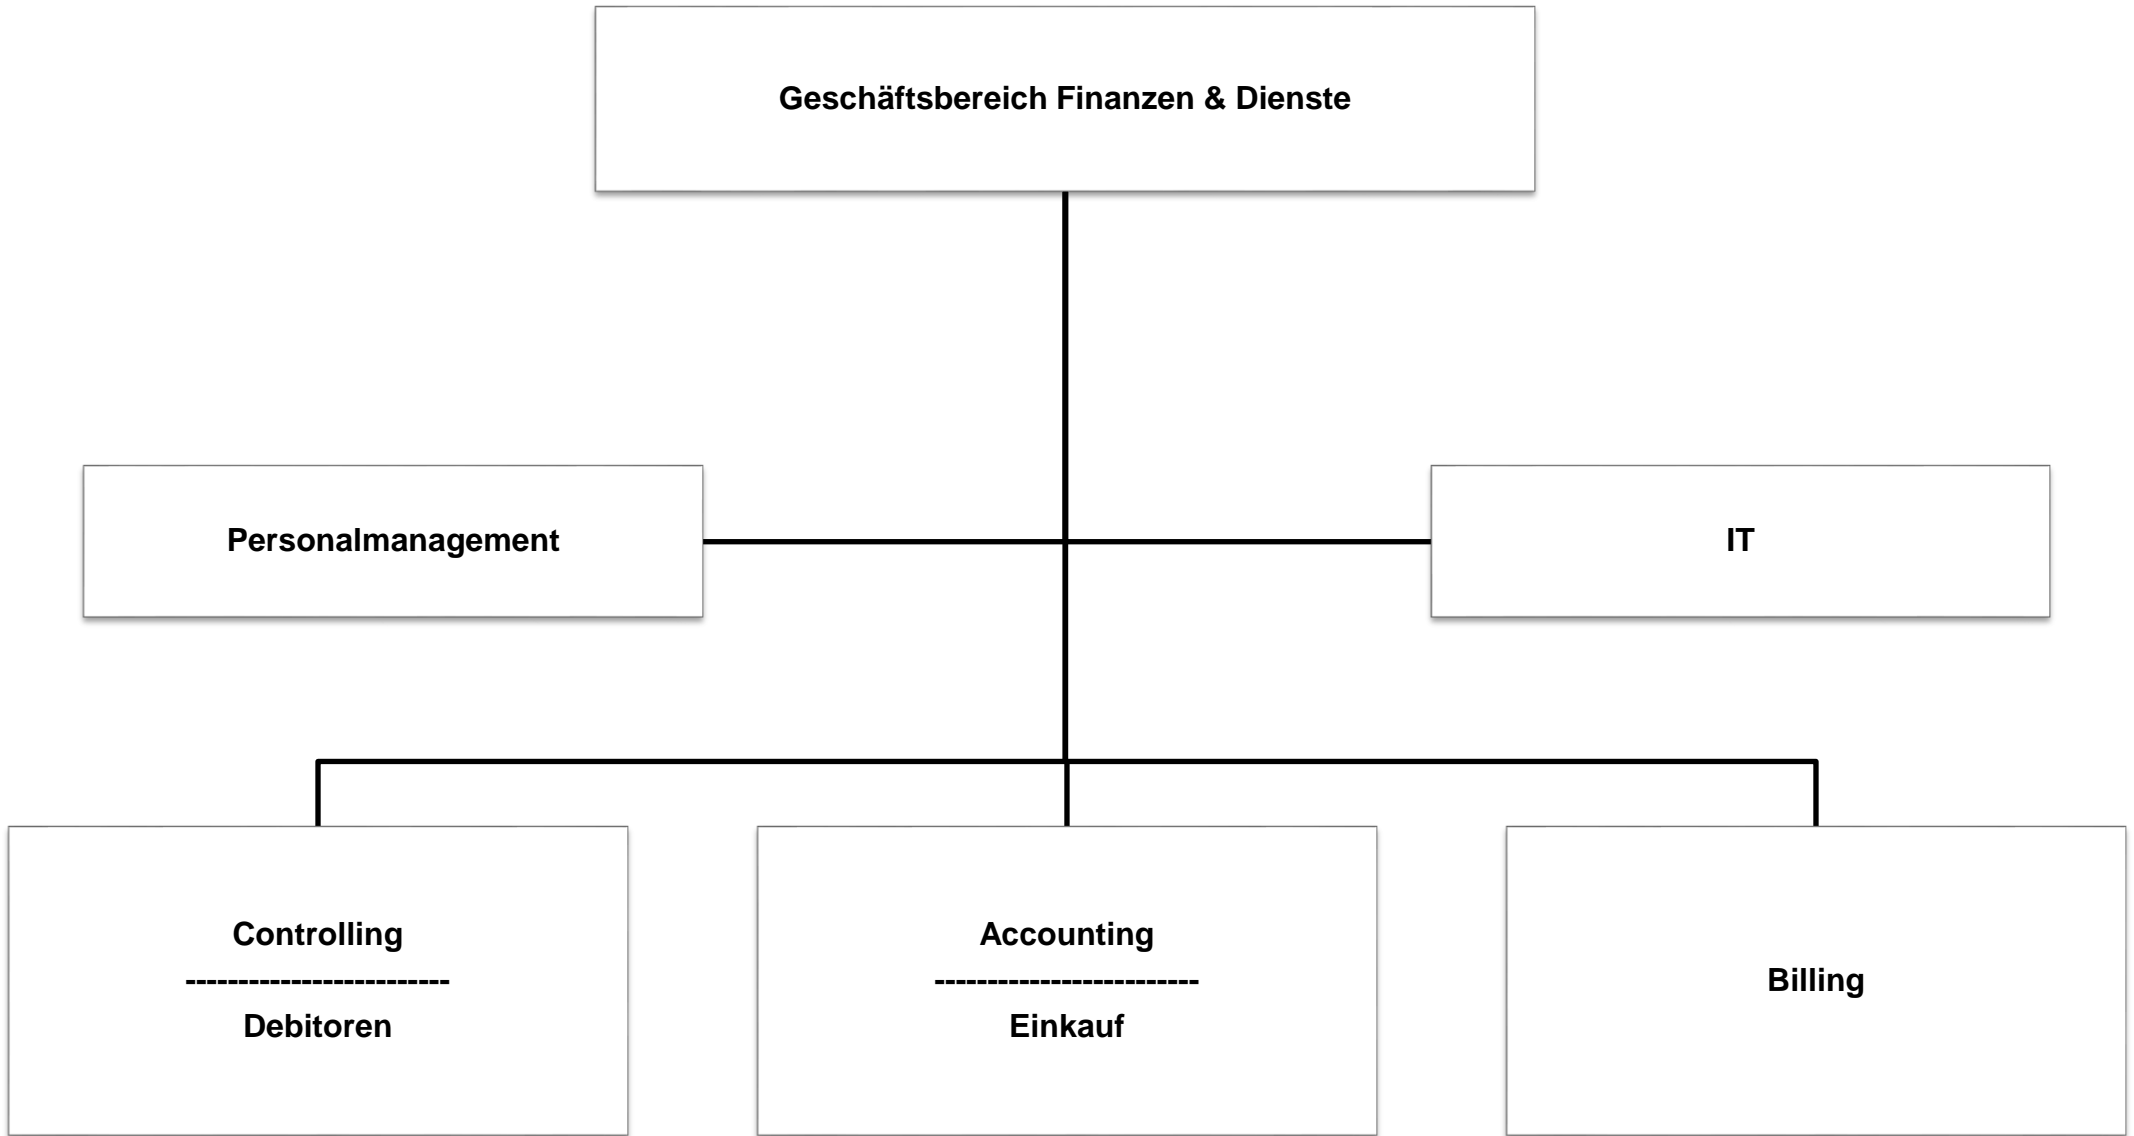 Geschäftsbereich Finanzen & Dienste
Personalmanagement
IT
Controlling
-------------------------
Debitoren
Accounting
-------------------------
Einkauf
Billing